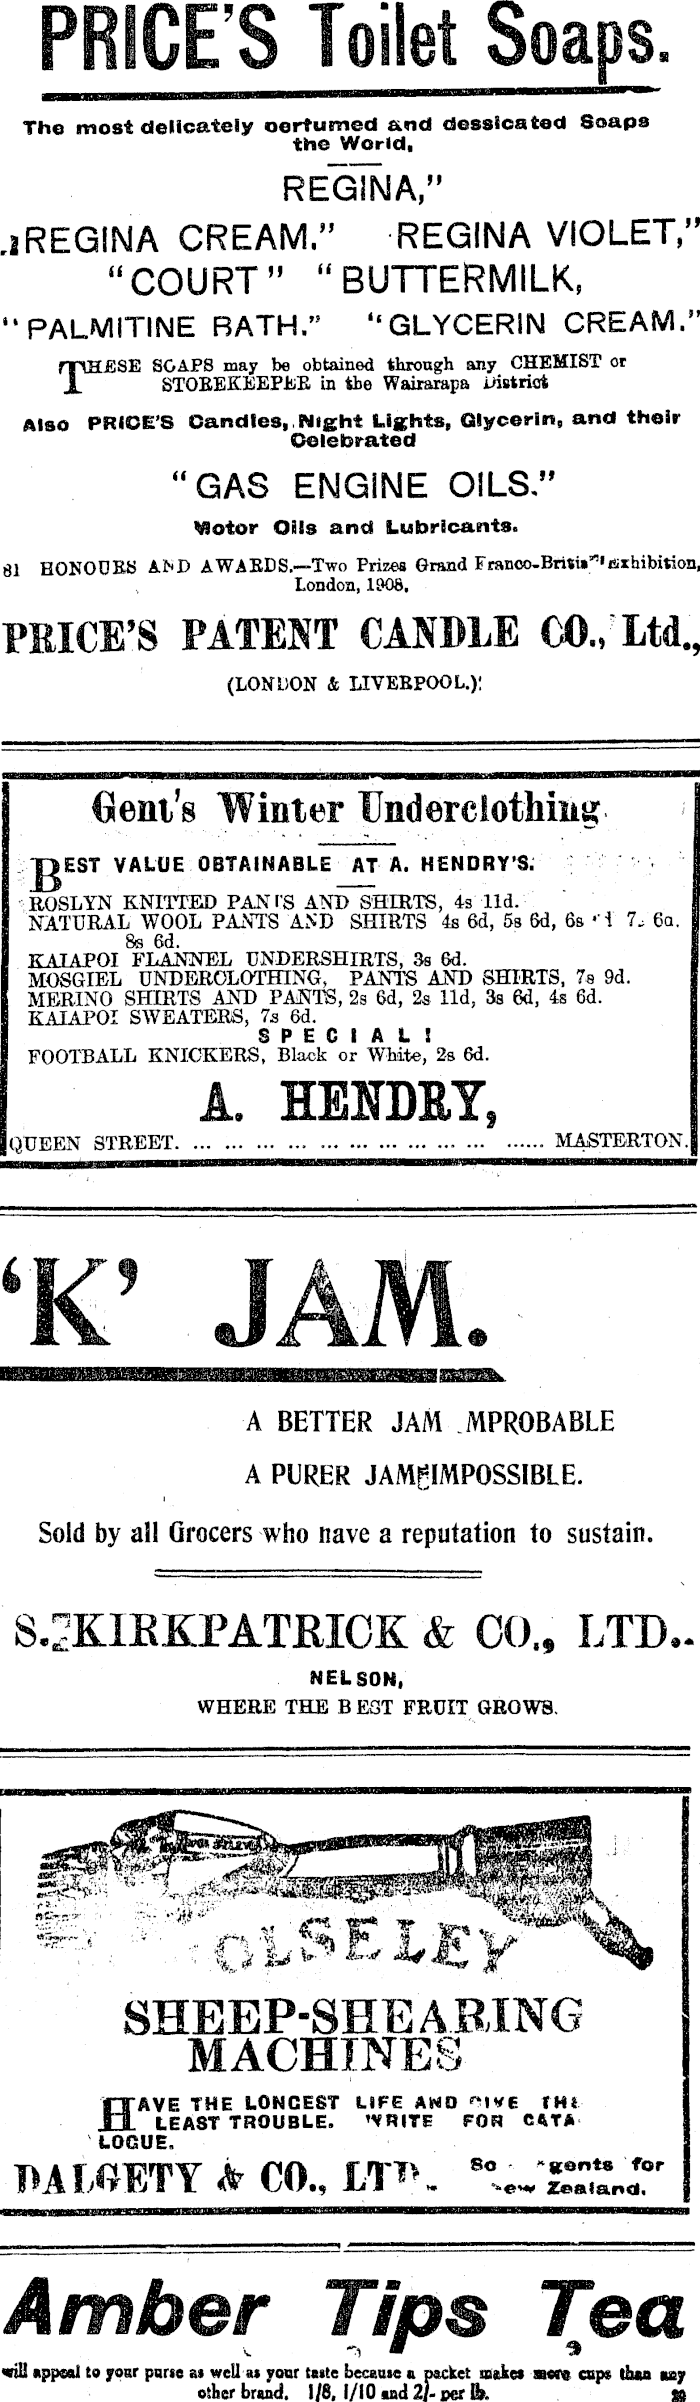 PRICE'S Toilet Soaps.
The most delicately perfumed and dessicated Soaps
the World,
REGINA,"
REGINA CREAM." REGINA VIOLET,"
"COURT" "BUTTERMILK,
"PALMITINE BATH." "GLYCERIN CREAM."
THESE SOAPS may be obtained through any CHEMIST or
STOREKEEPER in the Wairarapa District
Also PRICE'S Candles, Night Lights, Glycerin, and their
Celebrated
"GAS ENGINE OILS."
Motor Oils and Lubricants.
81 HONOURS AND AWARDS.—Two Prizes Grand Franco-British Exhibition,
London, 1908,
PRICE'S PATENT CANDLE CO., Ltd.,
(LONDON & LIVERPOOL.)
Gent's Winter Underclothing
BEST VALUE OBTAINABLE AT A. HENDRY'S.
ROSLYN KNITTED PANTS AND SHIRTS, 4s 11d.
NATURAL WOOL PANTS AND SHIRTS 4s 6d, 5s 6d, 6s 7s 6d.
8s 6d.
KAIAPOI FLANNEL UNDERSHIRTS, 3s 6d.
MOSGIEL UNDERCLOTHING, PANTS AND SHIRTS, 7s 9d.
MERINO SHIRTS AND PANTS, 2s 6d, 2s 11d, 3s 6d, 4s 6d.
KAIAPOI SWEATERS, 7s 6d.
SPECIAL!
FOOTBALL KNICKERS, Black or White, 2s 6d.
A. HENDRY,
QUEEN STREET. ... ... ... ... ... ... ... ... ... ... ...... MASTERTON.
'K' JAM.
A BETTER JAM MPROBABLE
A PURER JAM IMPOSSIBLE.
Sold by all Grocers who have a reputation to sustain.
S. KIRKPATRICK & CO., LTD..
NELSON,
WHERE THE BEST FRUIT GROWS.
OLSELEY
SHEEP-SHEARING
MACHINES
HAVE THE LONGEST LIFE AND GIVE THE
LEAST TROUBLE. WRITE FOR CATA
LOGUE.
DALGETY & CO., LTD. So gents for
ew Zealand.
Amber Tips Tea
will appeal to your purse as well as your taste because a packet makes more cups than any
other brand. 1/8, 1/10 and 2/- per lb.